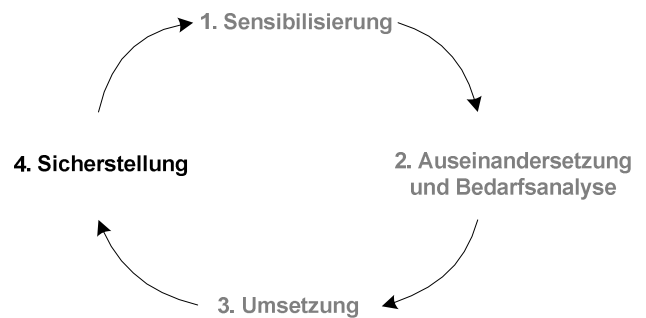 1. Sensibilisierung
2. Auseinandersetzung
und Bedarfsanalyse
3. Umsetzung
4. Sicherstellung